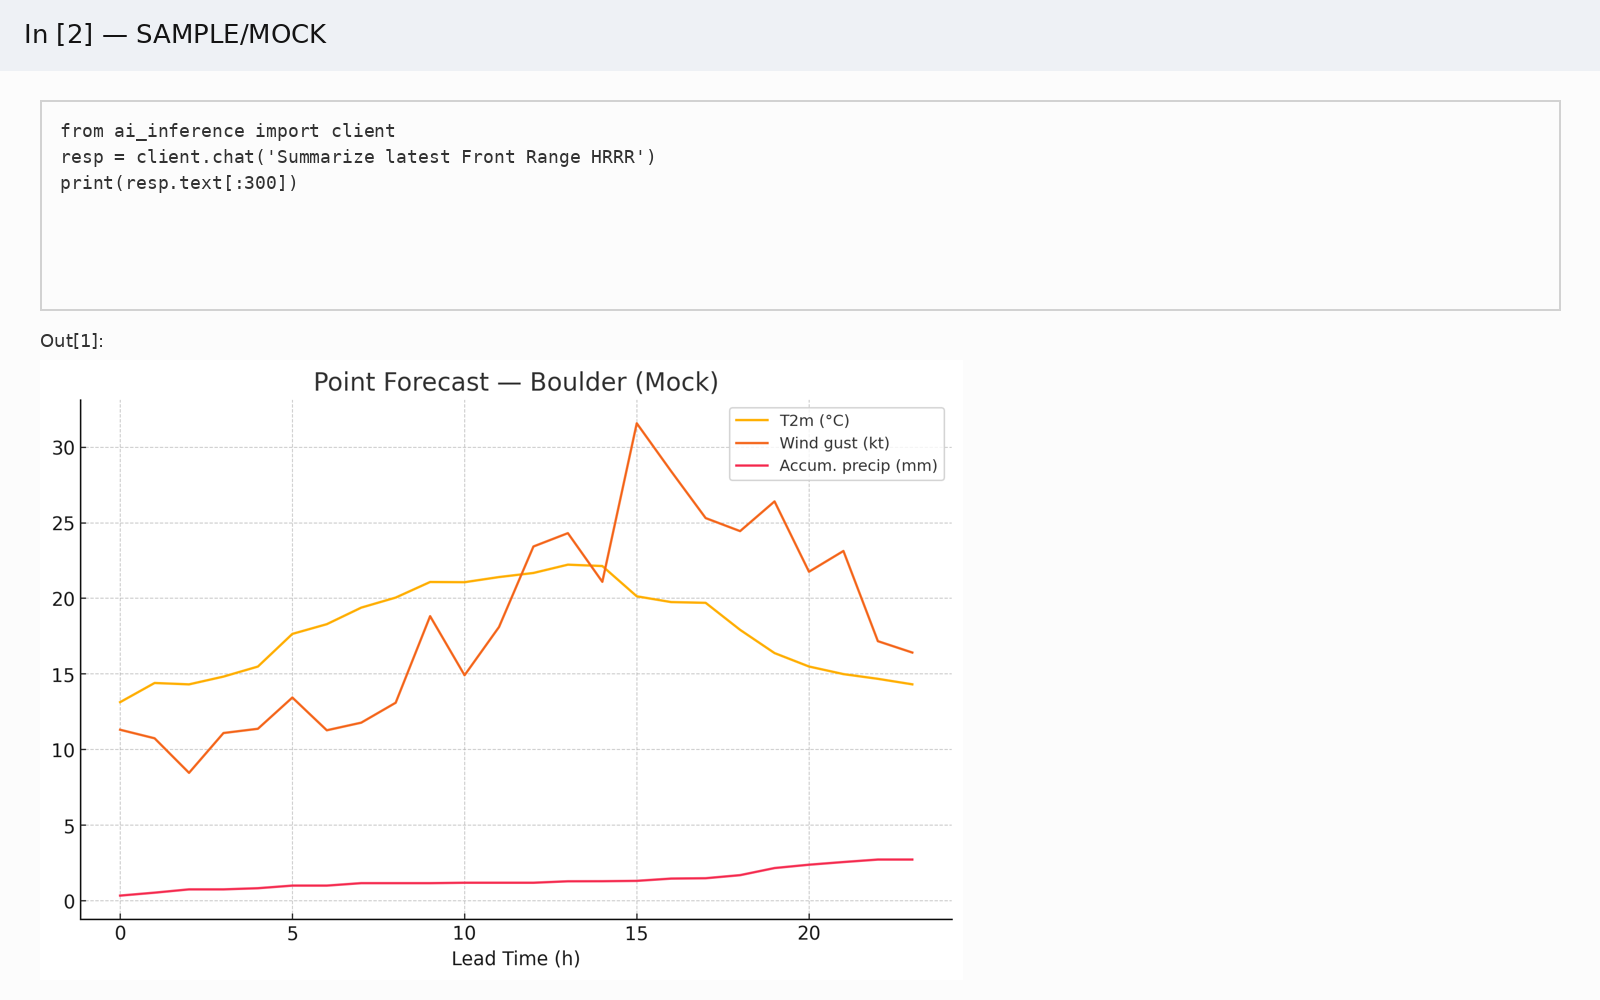 In [2] — SAMPLE/MOCK
from ai_inference import client
resp = client.chat('Summarize latest Front Range HRRR')
print(resp.text[:300])
Out[1]:
Point Forecast — Boulder (Mock)
T2m (°C)
Wind gust (kt)
Accum. precip (mm)
30
25
20
15
10
5
0
0 5 10 15 20
Lead Time (h)